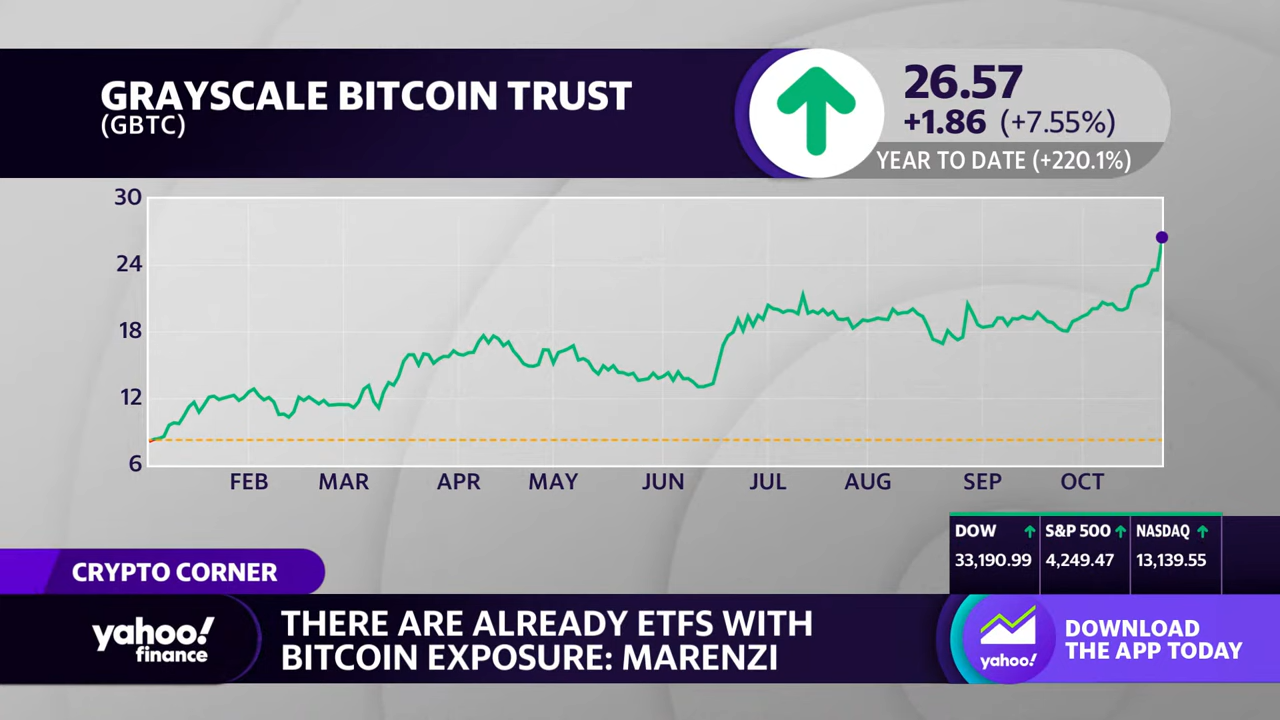 GRAYSCALE BITCOIN TRUST
(GBTC)
26.57
+1.86 (+7.55%)
YEAR TO DATE (+220.1%)
30
24
18
12
6
FEB MAR APR MAY JUN JUL AUG SEP OCT
DOW S&P 500 NASDAQ
33,190.99 4,249.47 13,139.55
CRYPTO CORNER
yahoo!
finance
THERE ARE ALREADY ETFS WITH
BITCOIN EXPOSURE: MARENZI
yahoo!
DOWNLOAD
THE APP TODAY